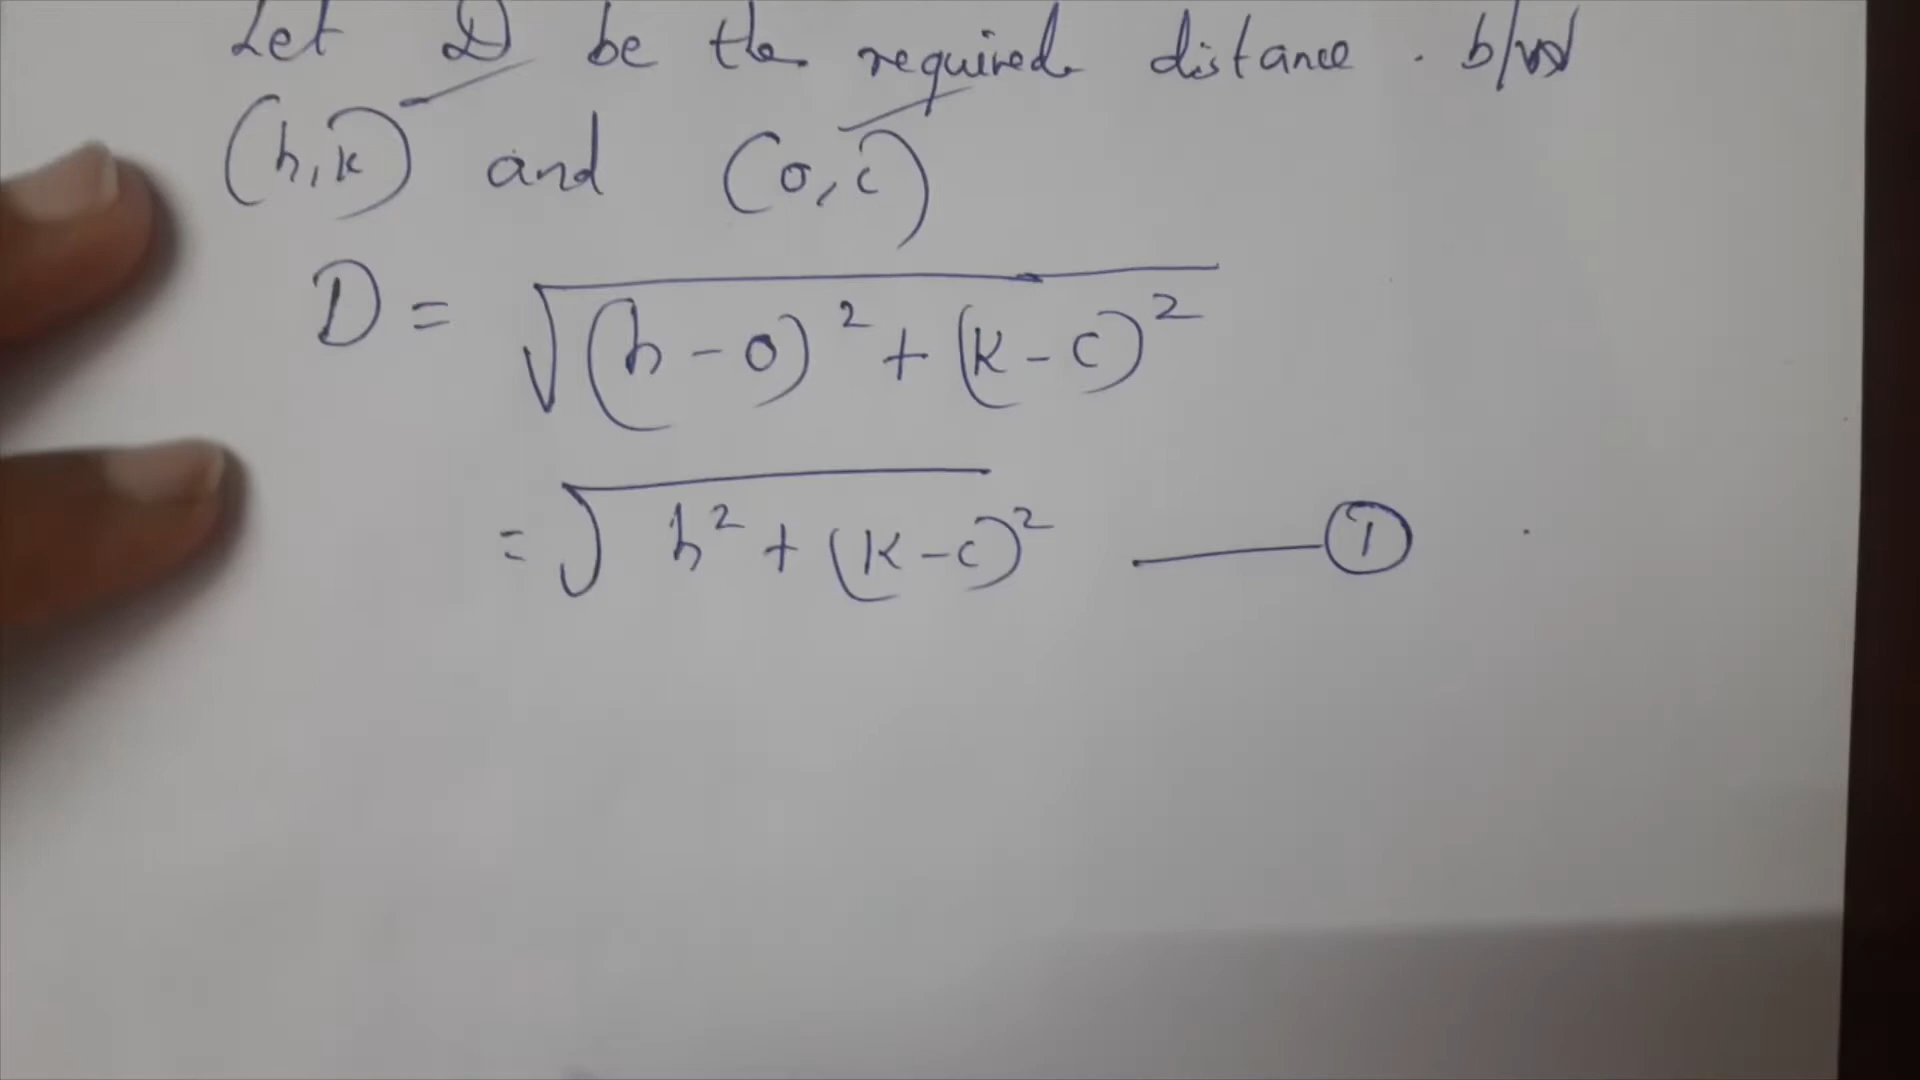 Let D be the required distance . b/w
(h,k) and (0,c)
D = √(h-0)² + (k-c)²
= √h² + (k-c)² — ①